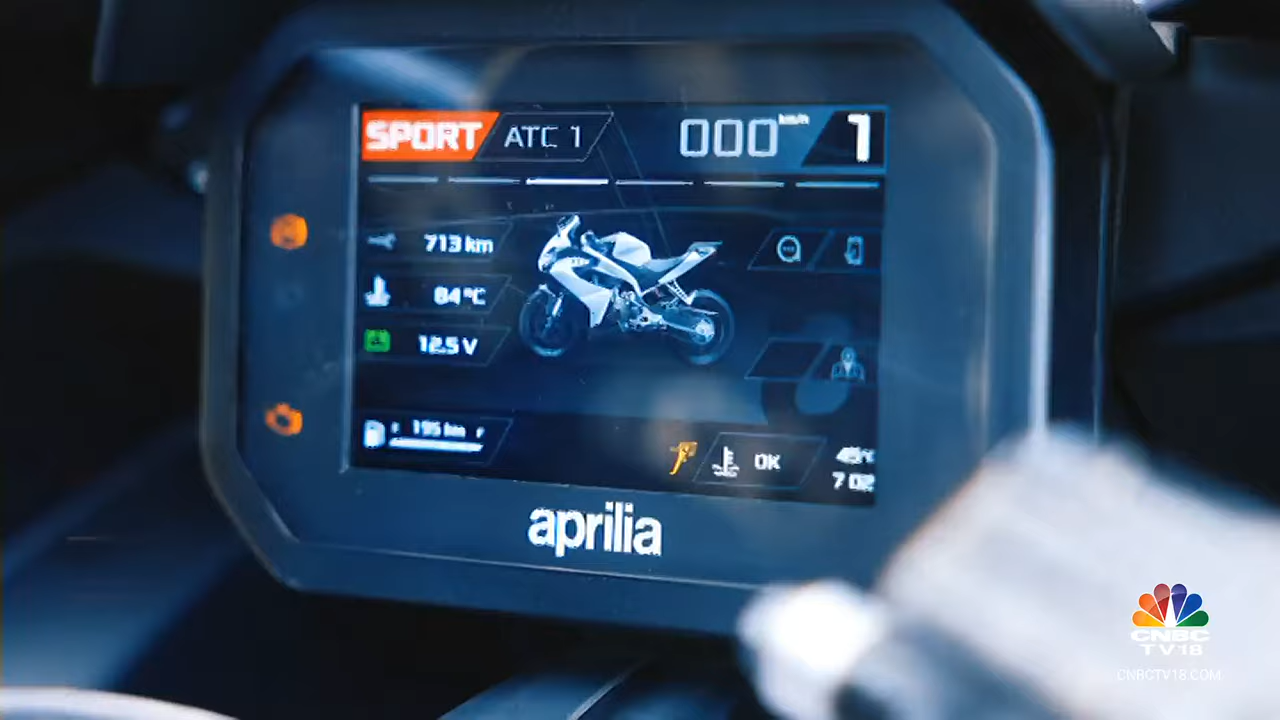 SPORT ATC 1 000 km/h 1
713 km
84°C
12.5 V
195 km F
OK
7 02
aprilia
CNBC
TV18
CNBCTV18.COM